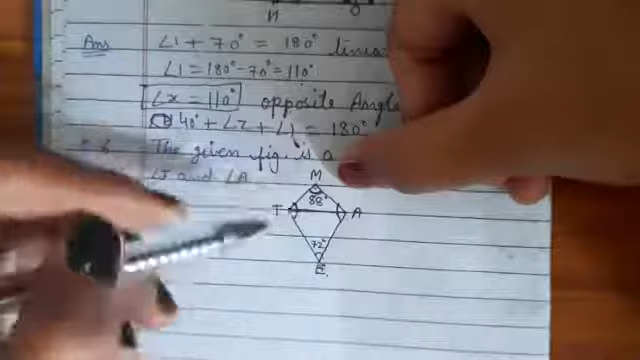 H O
Ans ∠1 + 70° = 180° linea
∠1 = 180° - 70° = 110°
∠x = 110° opposite Angle
40° + ∠z + ∠1 = 180°
The given fig. is a
∠T and ∠A
M
88°
T A
72°
E